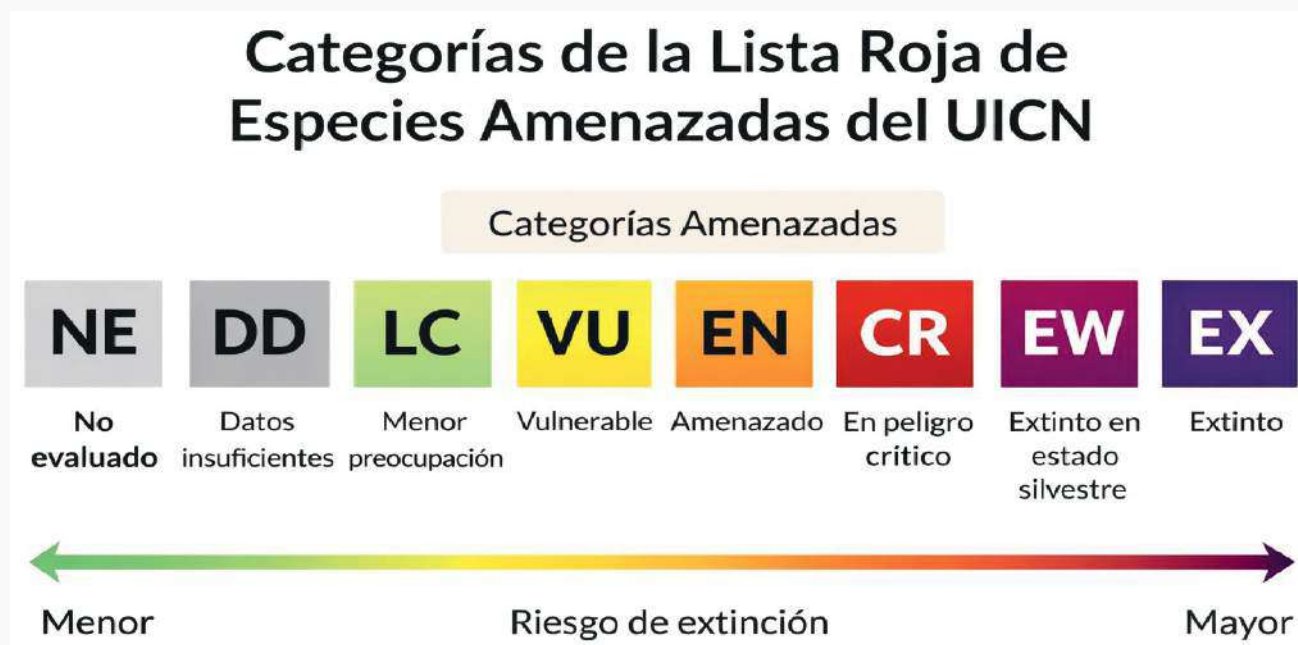 Categorías de la Lista Roja de
Especies Amenazadas del UICN
Categorías Amenazadas
NE
DD
LC
VU
EN
CR
EW
EX
No
evaluado
Datos
insuficientes
Menor
preocupación
Vulnerable
Amenazado
En peligro
crítico
Extinto en
estado
silvestre
Extinto
Menor
Riesgo de extinción
Mayor